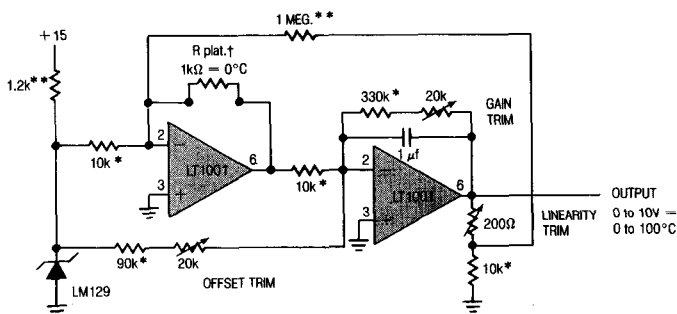 1 MEG.**
+15
R plat.†
1kΩ = 0°C
1.2k**
330k*
20k
GAIN
TRIM
10k*
2
−
LT1001
6
3
+
10k*
1 μf
2
−
LT1001
6
3
+
OUTPUT
0 to 10V =
0 to 100°C
LINEARITY
TRIM
200Ω
90k*
20k
OFFSET TRIM
10k*
LM129